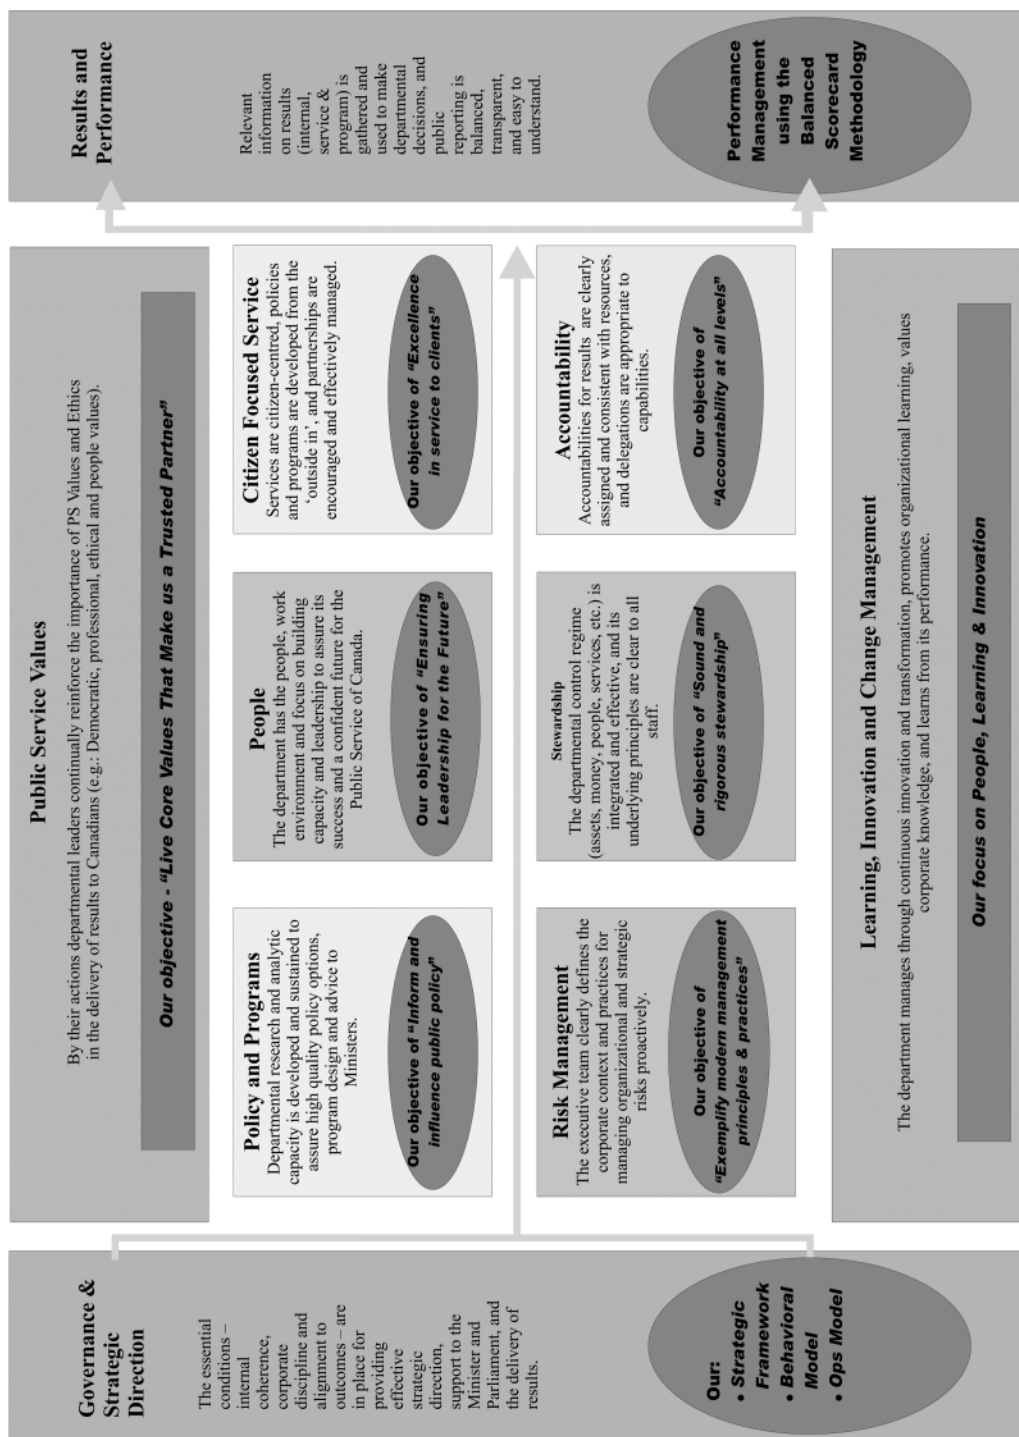 Governance &
Strategic
Direction
The essential
conditions –
internal
coherence,
corporate
discipline and
alignment to
outcomes – are
in place for
providing
effective
strategic
direction,
support to the
Minister and
Parliament, and
the delivery of
results.
Our:
• Strategic
Framework
• Behavioral
Model
• Ops Model
Public Service Values
By their actions departmental leaders continually reinforce the importance of PS Values and Ethics
in the delivery of results to Canadians (e.g.: Democratic, professional, ethical and people values).
Our objective - “Live Core Values That Make us a Trusted Partner”
Policy and Programs
Departmental research and analytic
capacity is developed and sustained to
assure high quality policy options,
program design and advice to
Ministers.
Our objective of “Inform and
influence public policy”
People
The department has the people, work
environment and focus on building
capacity and leadership to assure its
success and a confident future for the
Public Service of Canada.
Our objective of “Ensuring
Leadership for the Future”
Citizen Focused Service
Services are citizen-centred, policies
and programs are developed from the
‘outside in’, and partnerships are
encouraged and effectively managed.
Our objective of “Excellence
in service to clients”
Risk Management
The executive team clearly defines the
corporate context and practices for
managing organizational and strategic
risks proactively.
Our objective of
“Exemplify modern management
principles & practices”
Stewardship
The departmental control regime
(assets, money, people, services, etc.) is
integrated and effective, and its
underlying principles are clear to all
staff.
Our objective of “Sound and
rigorous stewardship”
Accountability
Accountabilities for results are clearly
assigned and consistent with resources,
and delegations are appropriate to
capabilities.
Our objective of
“Accountability at all levels”
Learning, Innovation and Change Management
The department manages through continuous innovation and transformation, promotes organizational learning, values
corporate knowledge, and learns from its performance.
Our focus on People, Learning & Innovation
Results and
Performance
Relevant
information
on results
(internal,
service &
program) is
gathered and
used to make
departmental
decisions, and
public
reporting is
balanced,
transparent,
and easy to
understand.
Performance
Management
using the
Balanced
Scorecard
Methodology